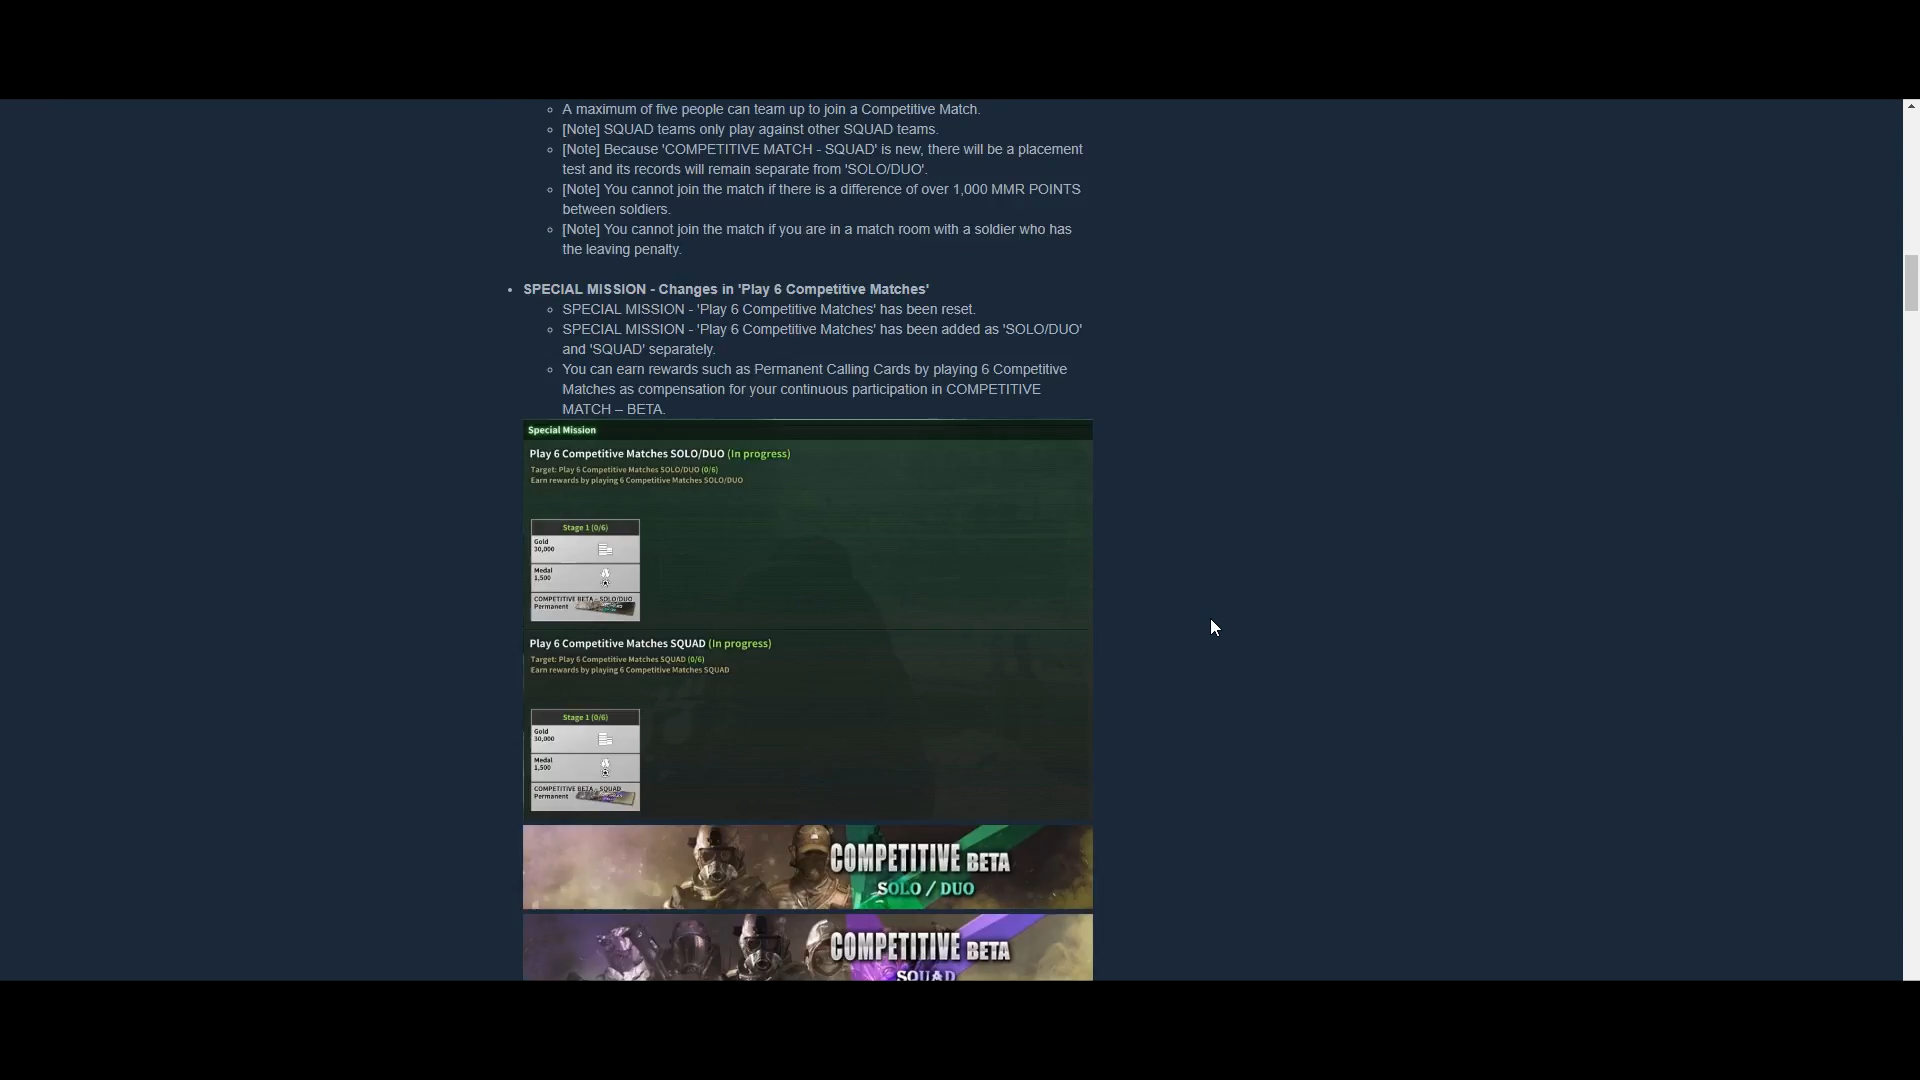 A maximum of five people can team up to join a Competitive Match.
[Note] SQUAD teams only play against other SQUAD teams.
[Note] Because 'COMPETITIVE MATCH - SQUAD' is new, there will be a placement
test and its records will remain separate from 'SOLO/DUO'.
[Note] You cannot join the match if there is a difference of over 1,000 MMR POINTS
between soldiers.
[Note] You cannot join the match if you are in a match room with a soldier who has
the leaving penalty.
SPECIAL MISSION - Changes in 'Play 6 Competitive Matches'
SPECIAL MISSION - 'Play 6 Competitive Matches' has been reset.
SPECIAL MISSION - 'Play 6 Competitive Matches' has been added as 'SOLO/DUO'
and 'SQUAD' separately.
You can earn rewards such as Permanent Calling Cards by playing 6 Competitive
Matches as compensation for your continuous participation in COMPETITIVE
MATCH – BETA.
Special Mission
Play 6 Competitive Matches SOLO/DUO (In progress)
Target: Play 6 Competitive Matches SOLO/DUO (0/6)
Earn rewards by playing 6 Competitive Matches SOLO/DUO
Stage 1 (0/6)
Gold
30,000
Medal
1,500
COMPETITIVE BETA - SOLO/DUO
Permanent
Play 6 Competitive Matches SQUAD (In progress)
Target: Play 6 Competitive Matches SQUAD (0/6)
Earn rewards by playing 6 Competitive Matches SQUAD
Stage 1 (0/6)
Gold
30,000
Medal
1,500
COMPETITIVE BETA - SQUAD
Permanent
COMPETITIVE BETA
SOLO / DUO
COMPETITIVE BETA
SQUAD